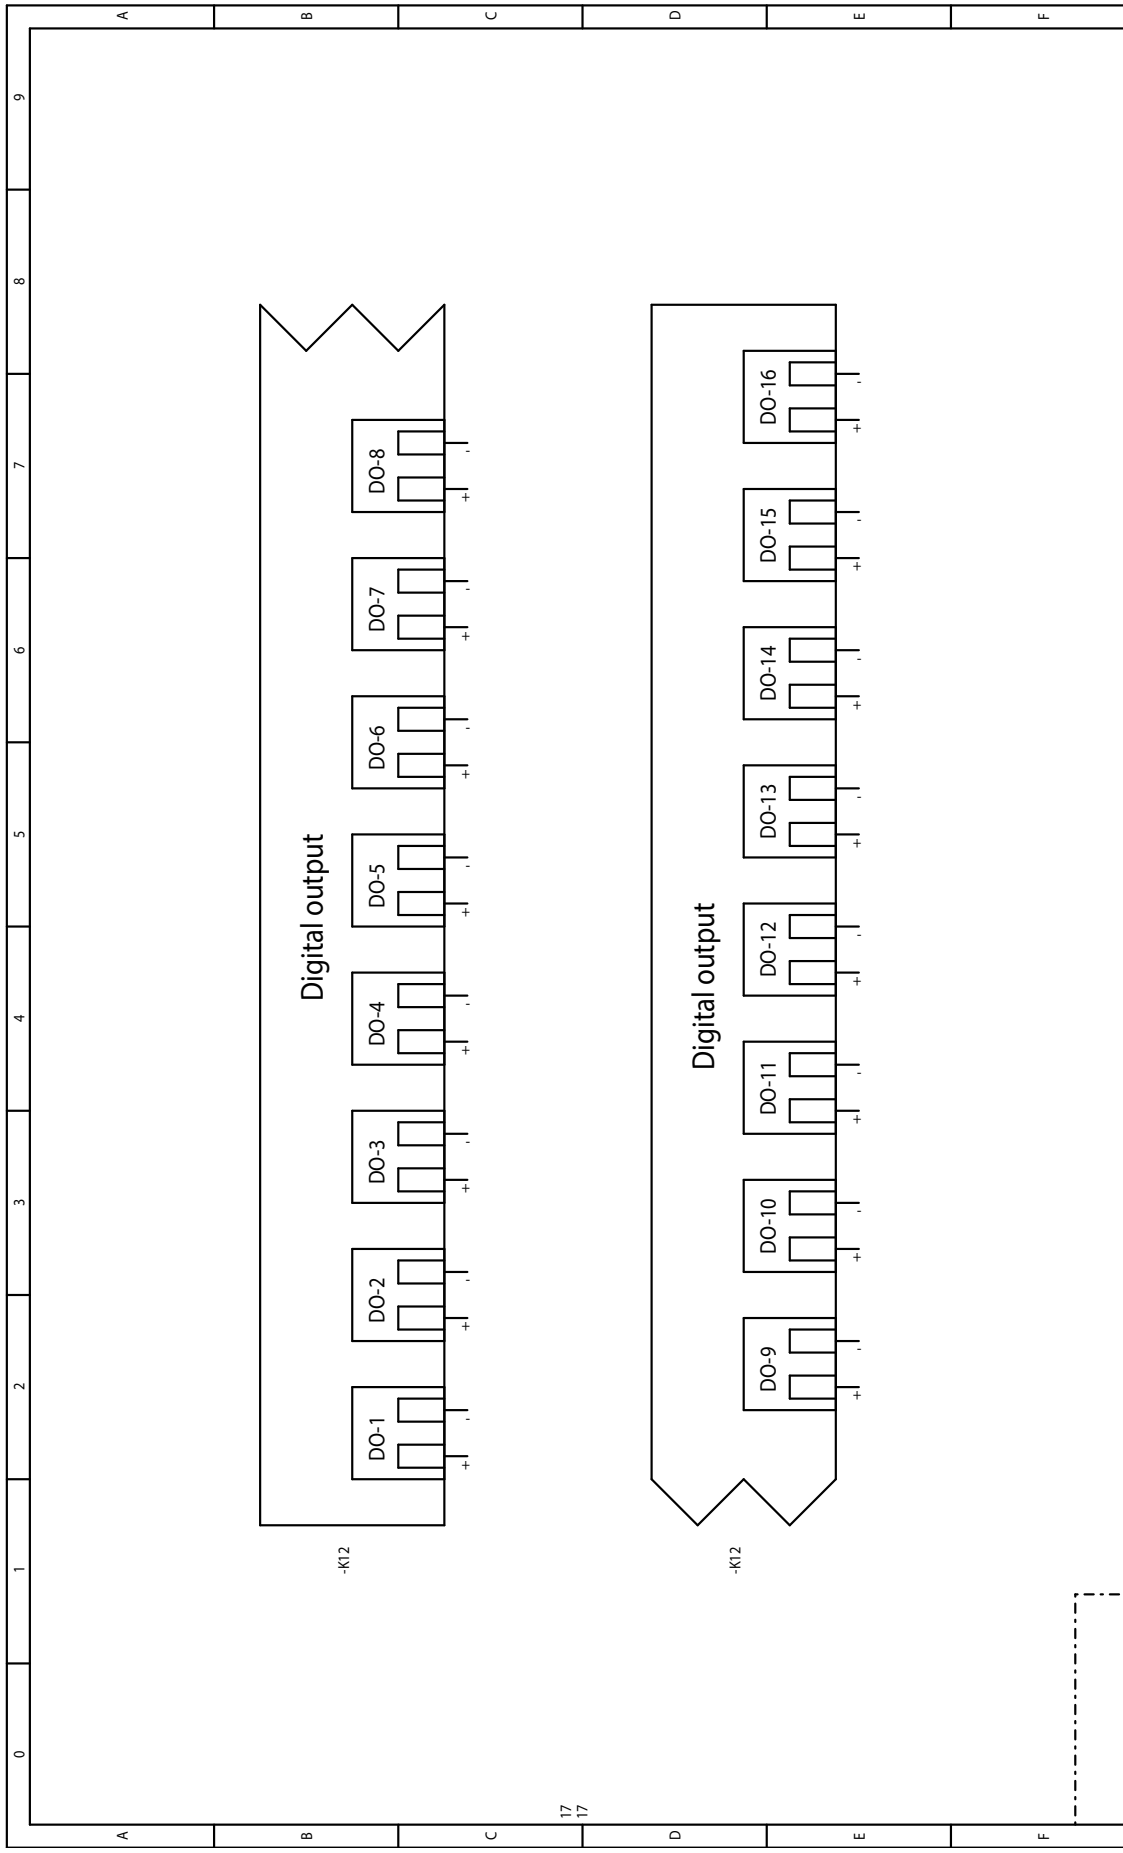 0 1 2 3 4 5 6 7 8 9
A A
B B
-K12
Digital output
DO-1 DO-2 DO-3 DO-4 DO-5 DO-6 DO-7 DO-8
+ - + - + - + - + - + - + - + -
C C
17
17
D D
-K12
Digital output
DO-9 DO-10 DO-11 DO-12 DO-13 DO-14 DO-15 DO-16
+ - + - + - + - + - + - + - + -
E E
F F